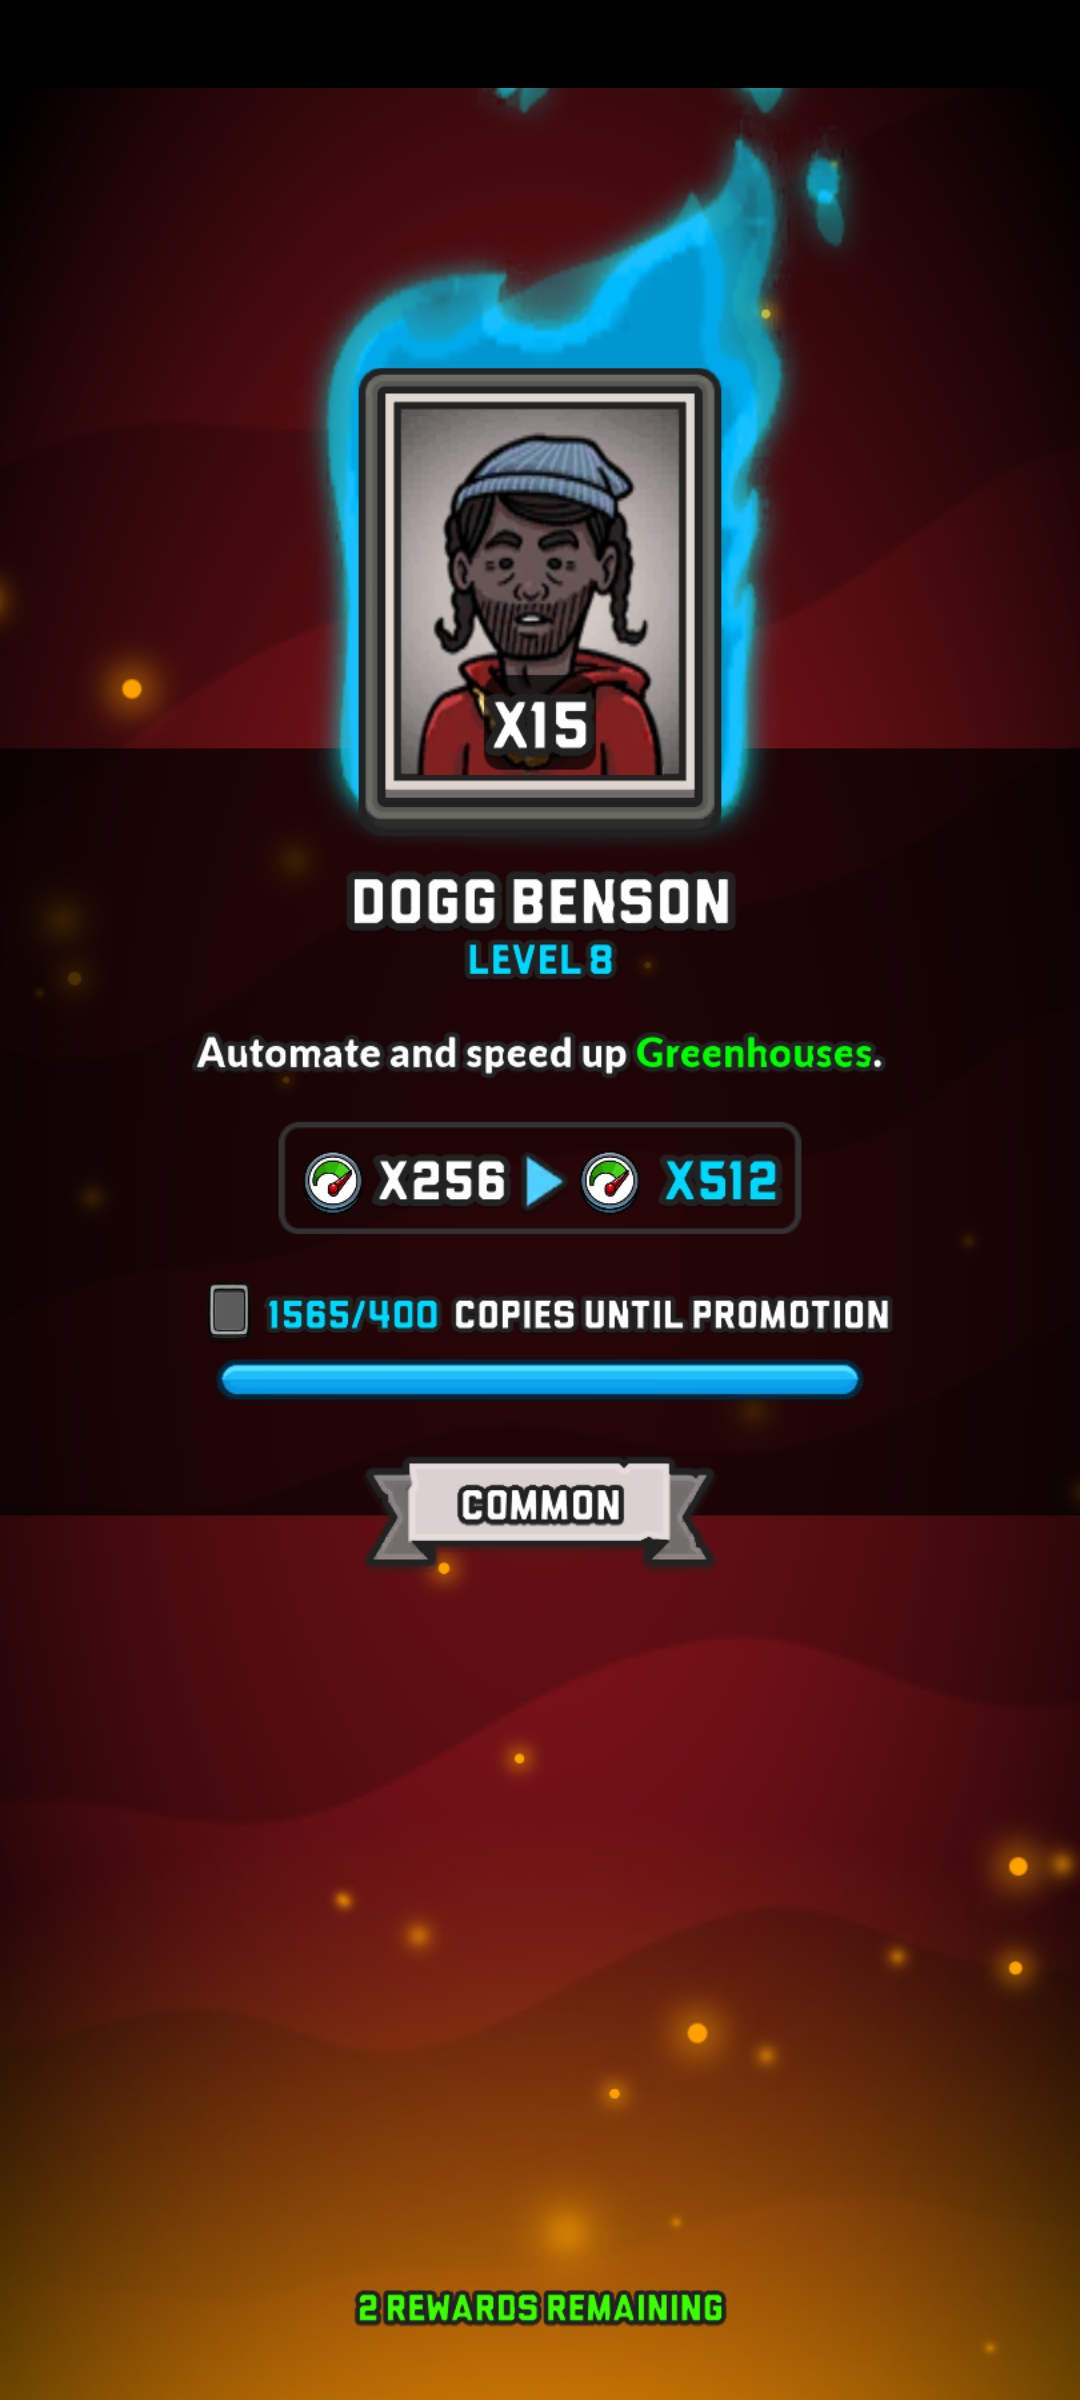 X15
DOGG BENSON
LEVEL 8
Automate and speed up Greenhouses.
X256 X512
1565/400 COPIES UNTIL PROMOTION
COMMON
2 REWARDS REMAINING